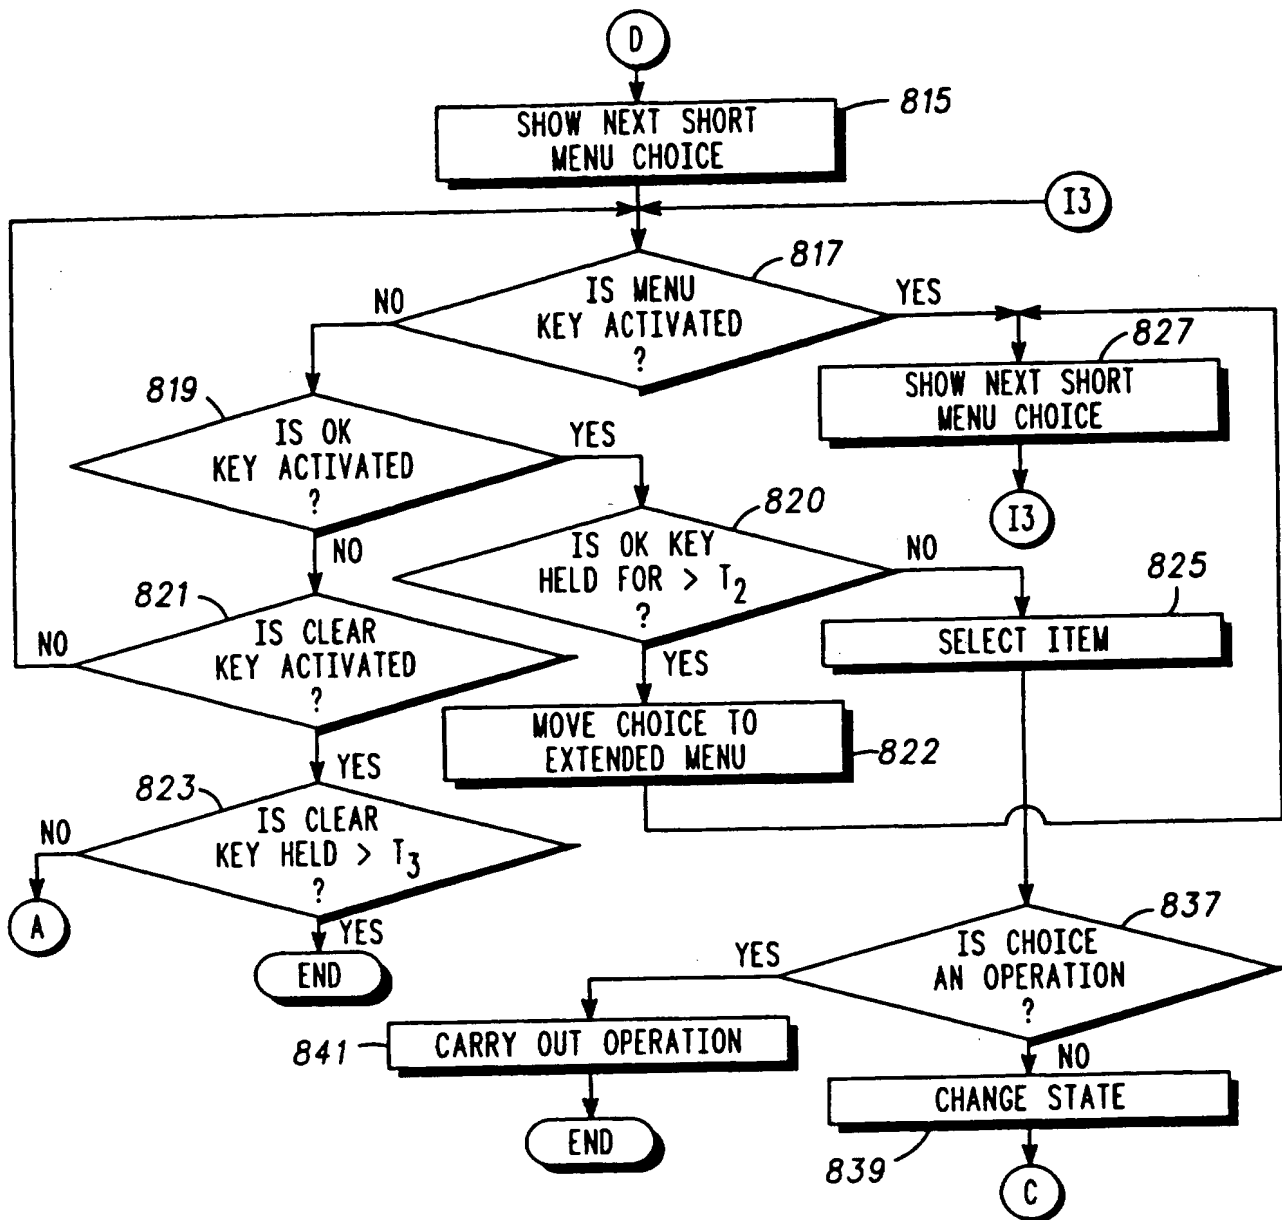 D
SHOW NEXT SHORT
MENU CHOICE
815
I3
IS MENU
KEY ACTIVATED
?
817
NO
YES
SHOW NEXT SHORT
MENU CHOICE
827
I3
819
IS OK
KEY ACTIVATED
?
YES
NO
IS OK KEY
HELD FOR > T2
?
820
NO
YES
825
SELECT ITEM
821
IS CLEAR
KEY ACTIVATED
?
NO
YES
MOVE CHOICE TO
EXTENDED MENU
822
823
IS CLEAR
KEY HELD > T3
?
NO
A
YES
END
837
IS CHOICE
AN OPERATION
?
YES
NO
841
CARRY OUT OPERATION
END
CHANGE STATE
839
C